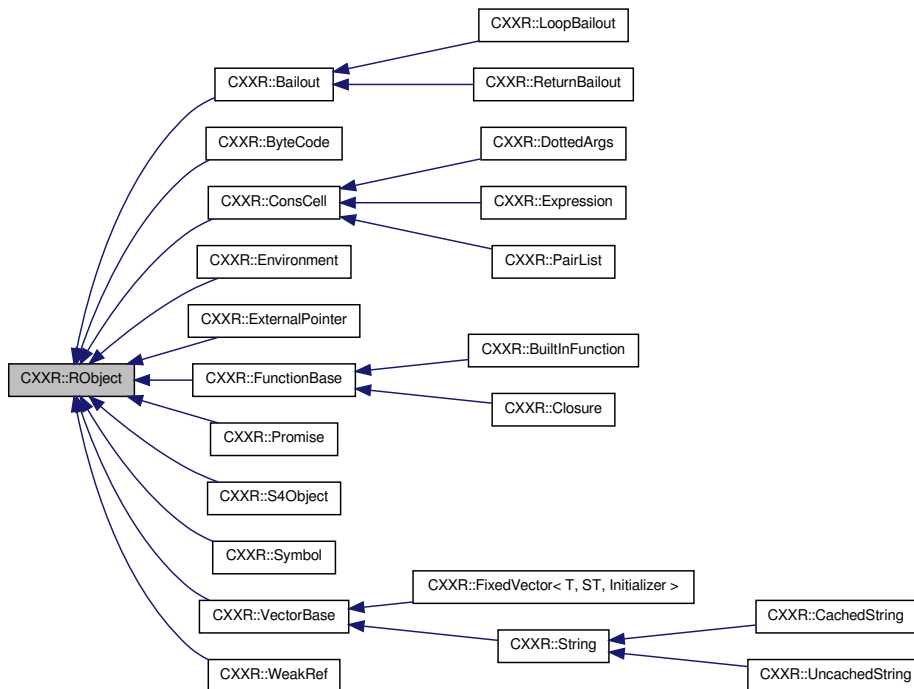 CXXR::LoopBailout
CXXR::Bailout
CXXR::ReturnBailout
CXXR::ByteCode
CXXR::DottedArgs
CXXR::ConsCell
CXXR::Expression
CXXR::PairList
CXXR::Environment
CXXR::ExternalPointer
CXXR::BuiltInFunction
CXXR::RObject
CXXR::FunctionBase
CXXR::Closure
CXXR::Promise
CXXR::S4Object
CXXR::Symbol
CXXR::FixedVector< T, ST, Initializer >
CXXR::VectorBase
CXXR::CachedString
CXXR::String
CXXR::WeakRef
CXXR::UncachedString